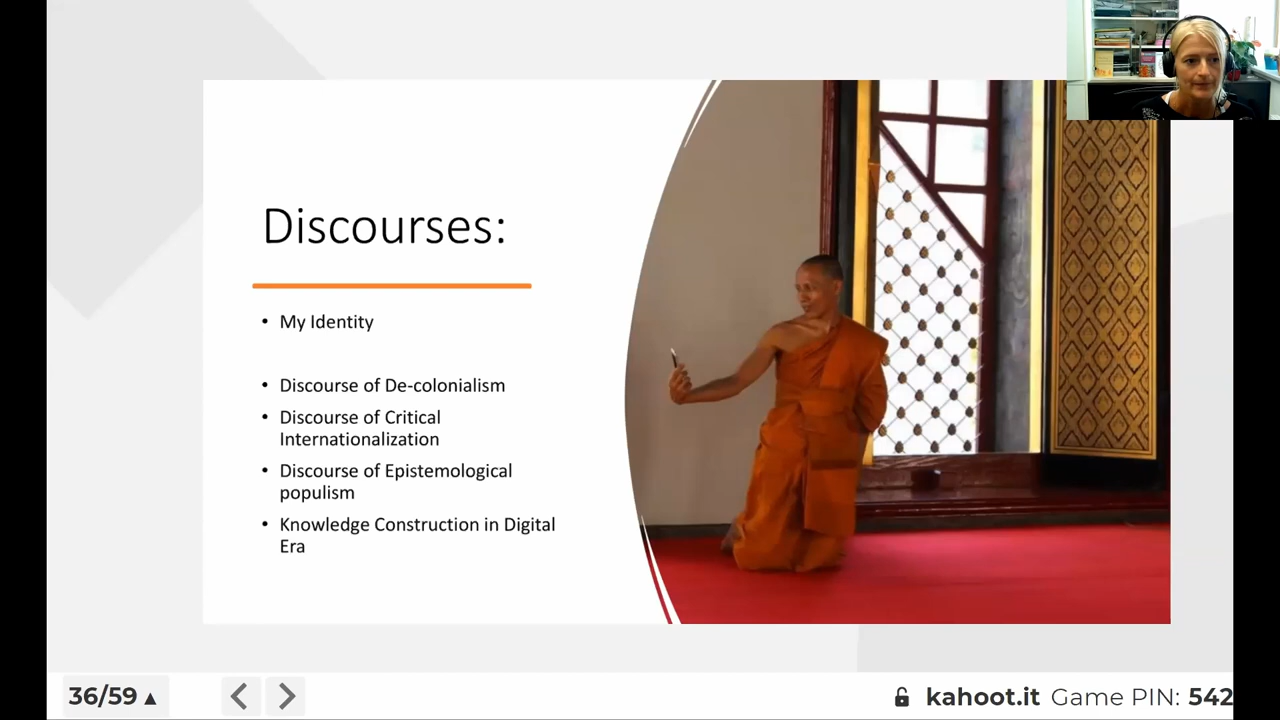 Discourses:
• My Identity
• Discourse of De-colonialism
• Discourse of Critical
Internationalization
• Discourse of Epistemological
populism
• Knowledge Construction in Digital
Era
36/59 ▲
kahoot.it Game PIN: 542